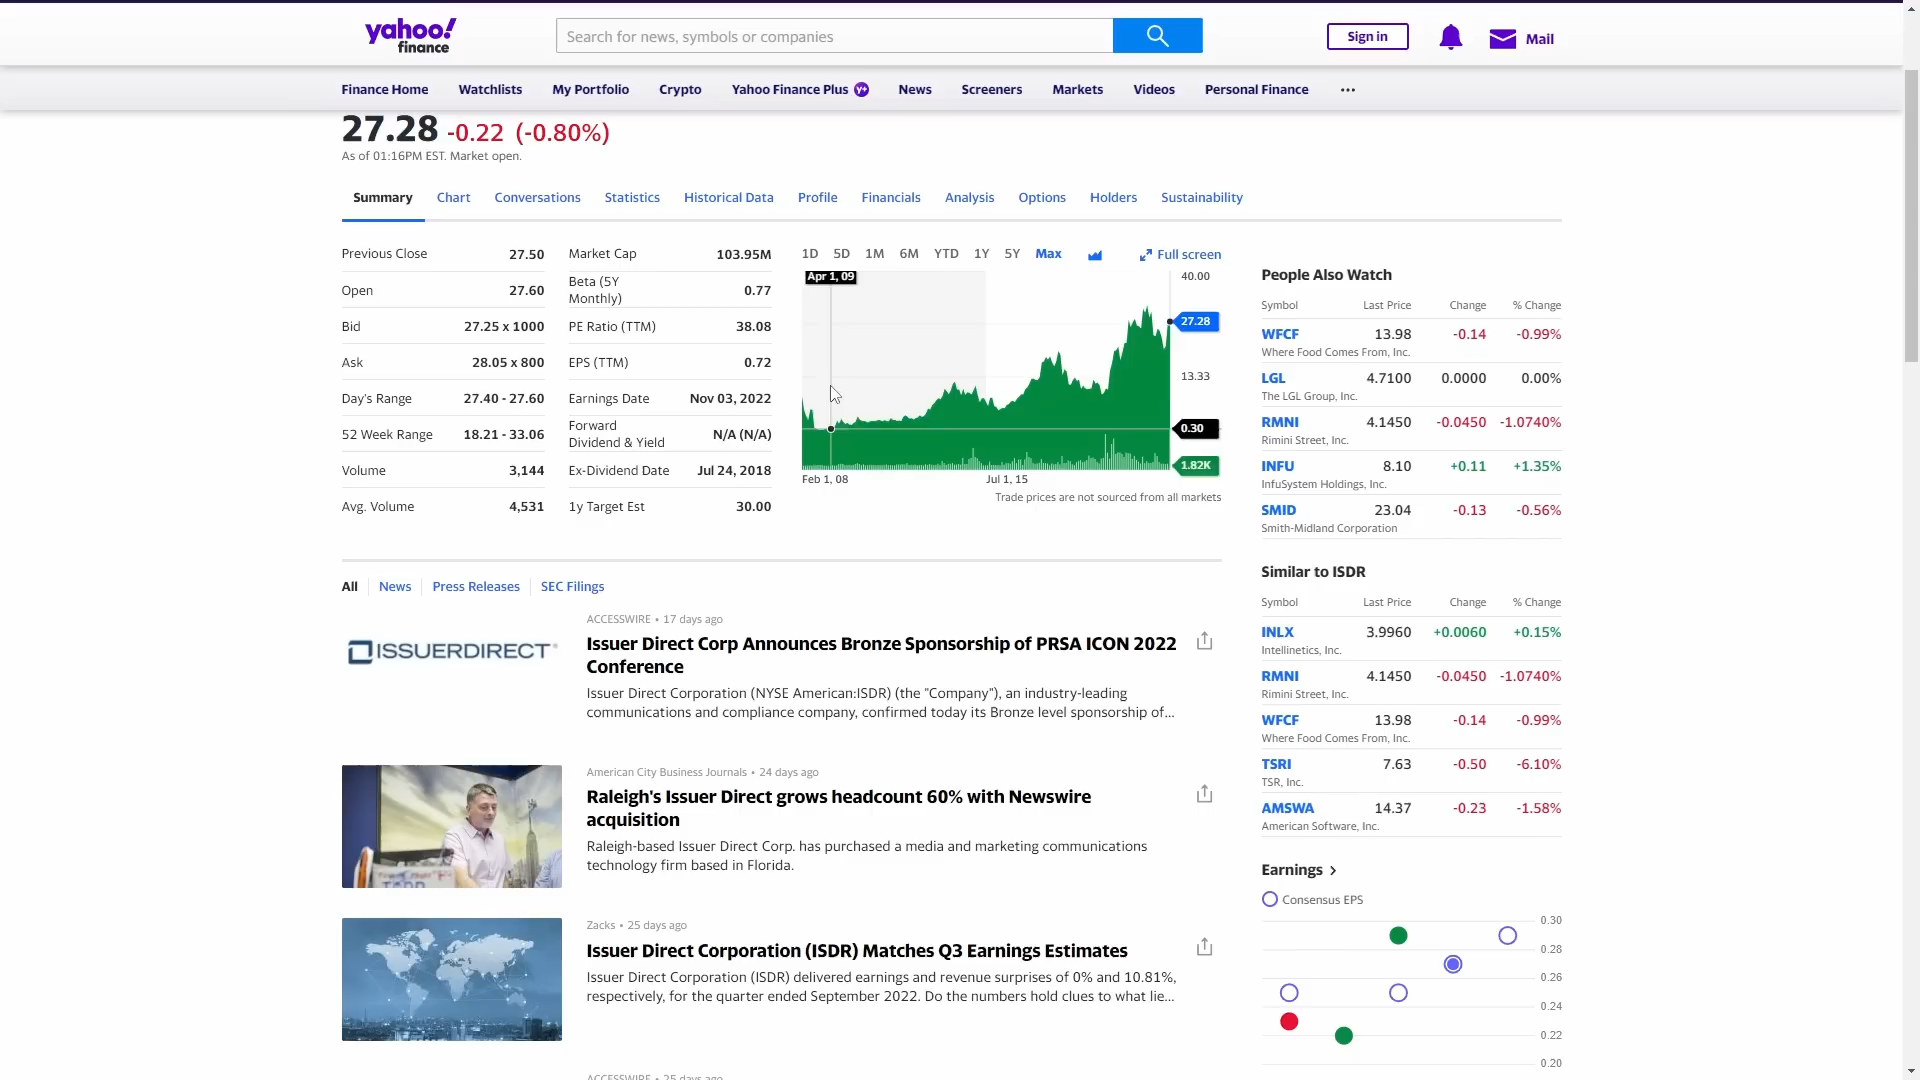 yahoo!
finance
Search for news, symbols or companies
Sign in
Mail
Finance Home
Watchlists
My Portfolio
Crypto
Yahoo Finance Plus
News
Screeners
Markets
Videos
Personal Finance
...
27.28 -0.22 (-0.80%)
As of 01:16PM EST. Market open.
Summary
Chart
Conversations
Statistics
Historical Data
Profile
Financials
Analysis
Options
Holders
Sustainability
Previous Close 27.50
Open 27.60
Bid 27.25 x 1000
Ask 28.05 x 800
Day's Range 27.40 - 27.60
52 Week Range 18.21 - 33.06
Volume 3,144
Avg. Volume 4,531
Market Cap 103.95M
Beta (5Y
Monthly) 0.77
PE Ratio (TTM) 38.08
EPS (TTM) 0.72
Earnings Date Nov 03, 2022
Forward
Dividend & Yield N/A (N/A)
Ex-Dividend Date Jul 24, 2018
1y Target Est 30.00
1D 5D 1M 6M YTD 1Y 5Y Max
Full screen
Apr 1, 09
40.00
27.28
13.33
0.30
1.82K
Feb 1, 08
Jul 1, 15
Trade prices are not sourced from all markets
All
News
Press Releases
SEC Filings
ISSUERDIRECT
ACCESSWIRE • 17 days ago
Issuer Direct Corp Announces Bronze Sponsorship of PRSA ICON 2022
Conference
Issuer Direct Corporation (NYSE American:ISDR) (the "Company"), an industry-leading
communications and compliance company, confirmed today its Bronze level sponsorship of...
American City Business Journals • 24 days ago
Raleigh's Issuer Direct grows headcount 60% with Newswire
acquisition
Raleigh-based Issuer Direct Corp. has purchased a media and marketing communications
technology firm based in Florida.
Zacks • 25 days ago
Issuer Direct Corporation (ISDR) Matches Q3 Earnings Estimates
Issuer Direct Corporation (ISDR) delivered earnings and revenue surprises of 0% and 10.81%,
respectively, for the quarter ended September 2022. Do the numbers hold clues to what lie...
ACCESSWIRE • 25 days ago
People Also Watch
Symbol Last Price Change % Change
WFCF 13.98 -0.14 -0.99%
Where Food Comes From, Inc.
LGL 4.7100 0.0000 0.00%
The LGL Group, Inc.
RMNI 4.1450 -0.0450 -1.0740%
Rimini Street, Inc.
INFU 8.10 +0.11 +1.35%
InfuSystem Holdings, Inc.
SMID 23.04 -0.13 -0.56%
Smith-Midland Corporation
Similar to ISDR
Symbol Last Price Change % Change
INLX 3.9960 +0.0060 +0.15%
Intellinetics, Inc.
RMNI 4.1450 -0.0450 -1.0740%
Rimini Street, Inc.
WFCF 13.98 -0.14 -0.99%
Where Food Comes From, Inc.
TSRI 7.63 -0.50 -6.10%
TSR, Inc.
AMSWA 14.37 -0.23 -1.58%
American Software, Inc.
Earnings
Consensus EPS
0.30
0.28
0.26
0.24
0.22
0.20